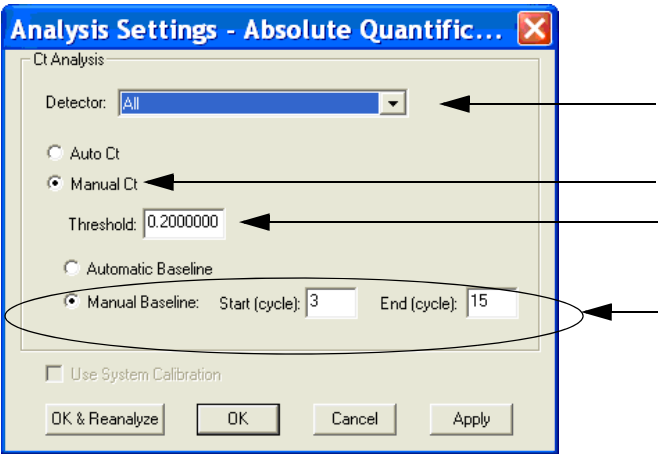 Analysis Settings - Absolute Quantific...
Ct Analysis
Detector: All
Auto Ct
Manual Ct
Threshold: 0.2000000
Automatic Baseline
Manual Baseline: Start (cycle): 3 End (cycle): 15
Use System Calibration
OK & Reanalyze OK Cancel Apply